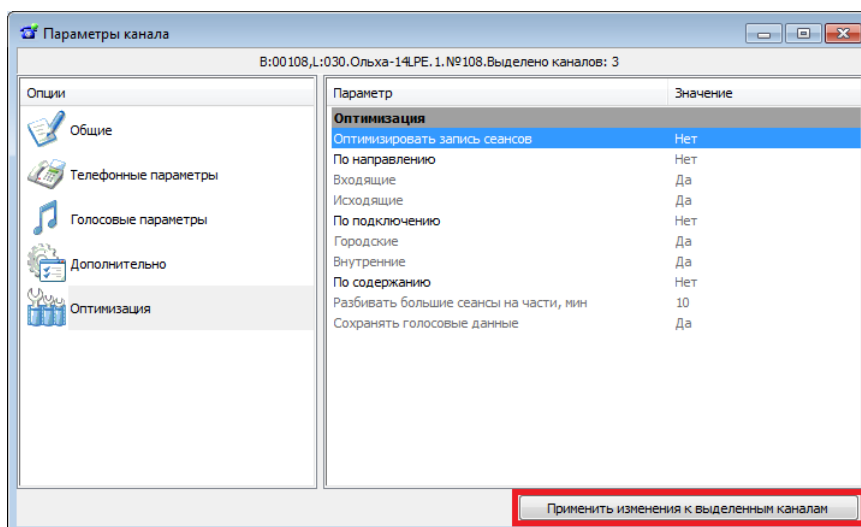 Параметры канала
B:00108,L:030.Ольха-14LPE.1.№108.Выделено каналов: 3
Опции
Общие
Телефонные параметры
Голосовые параметры
Дополнительно
Оптимизация
Параметр Значение
Оптимизация
Оптимизировать запись сеансов Нет
По направлению Нет
Входящие Да
Исходящие Да
По подключению Нет
Городские Да
Внутренние Да
По содержанию Нет
Разбивать большие сеансы на части, мин 10
Сохранять голосовые данные Да
Применить изменения к выделенным каналам